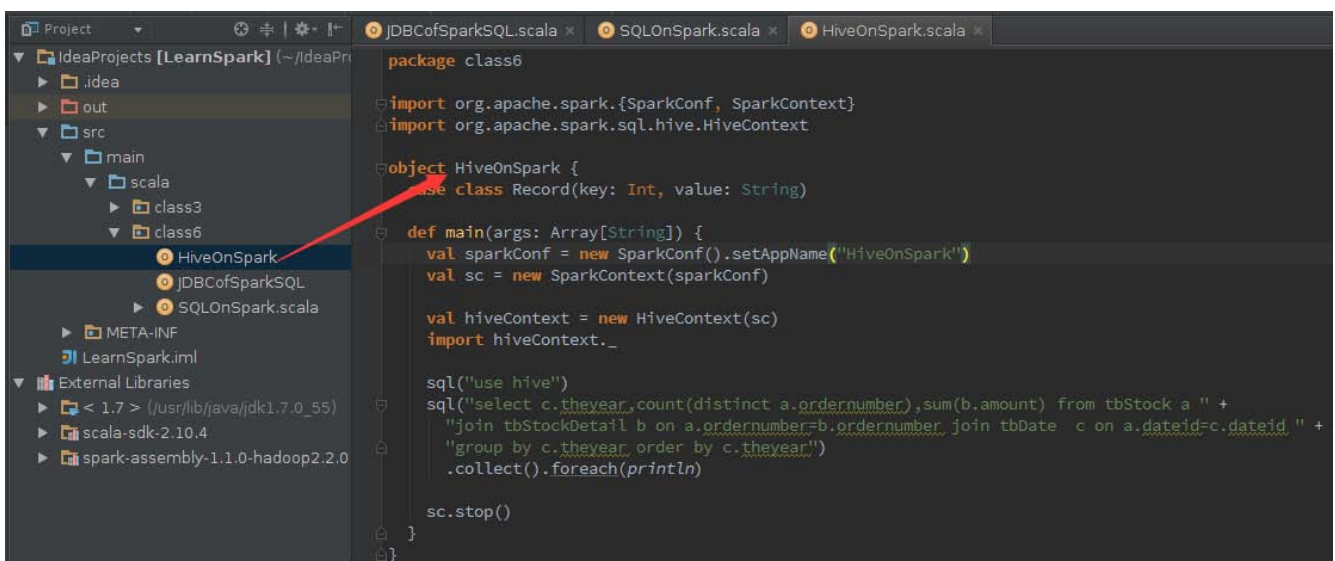 Project
JDBCofSparkSQL.scala
SQLOnSpark.scala
HiveOnSpark.scala
IdeaProjects [LearnSpark] (~/IdeaPr
.idea
out
src
main
scala
class3
class6
HiveOnSpark
JDBCofSparkSQL
SQLOnSpark.scala
META-INF
LearnSpark.iml
External Libraries
< 1.7 > (/usr/lib/java/jdk1.7.0_55)
scala-sdk-2.10.4
spark-assembly-1.1.0-hadoop2.2.0
package class6
import org.apache.spark.{SparkConf, SparkContext}
import org.apache.spark.sql.hive.HiveContext
object HiveOnSpark {
case class Record(key: Int, value: String)
def main(args: Array[String]) {
val sparkConf = new SparkConf().setAppName("HiveOnSpark")
val sc = new SparkContext(sparkConf)
val hiveContext = new HiveContext(sc)
import hiveContext._
sql("use hive")
sql("select c.theyear,count(distinct a.ordernumber),sum(b.amount) from tbStock a " +
"join tbStockDetail b on a.ordernumber=b.ordernumber join tbDate  c on a.dateid=c.dateid " +
"group by c.theyear order by c.theyear")
.collect().foreach(println)
sc.stop()
}
}